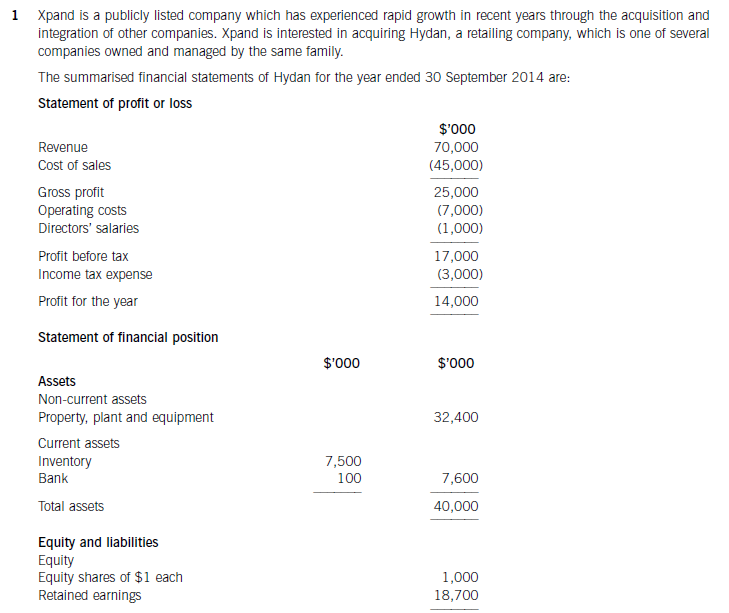 1 Xpand is a publicly listed company which has experienced rapid growth in recent years through the acquisition and
integration of other companies. Xpand is interested in acquiring Hydan, a retailing company, which is one of several
companies owned and managed by the same family.
The summarised financial statements of Hydan for the year ended 30 September 2014 are:
Statement of profit or loss
$'000
Revenue 70,000
Cost of sales (45,000)
Gross profit 25,000
Operating costs (7,000)
Directors' salaries (1,000)
Profit before tax 17,000
Income tax expense (3,000)
Profit for the year 14,000
Statement of financial position
$'000 $'000
Assets
Non-current assets
Property, plant and equipment 32,400
Current assets
Inventory 7,500
Bank 100 7,600
Total assets 40,000
Equity and liabilities
Equity
Equity shares of $1 each 1,000
Retained earnings 18,700